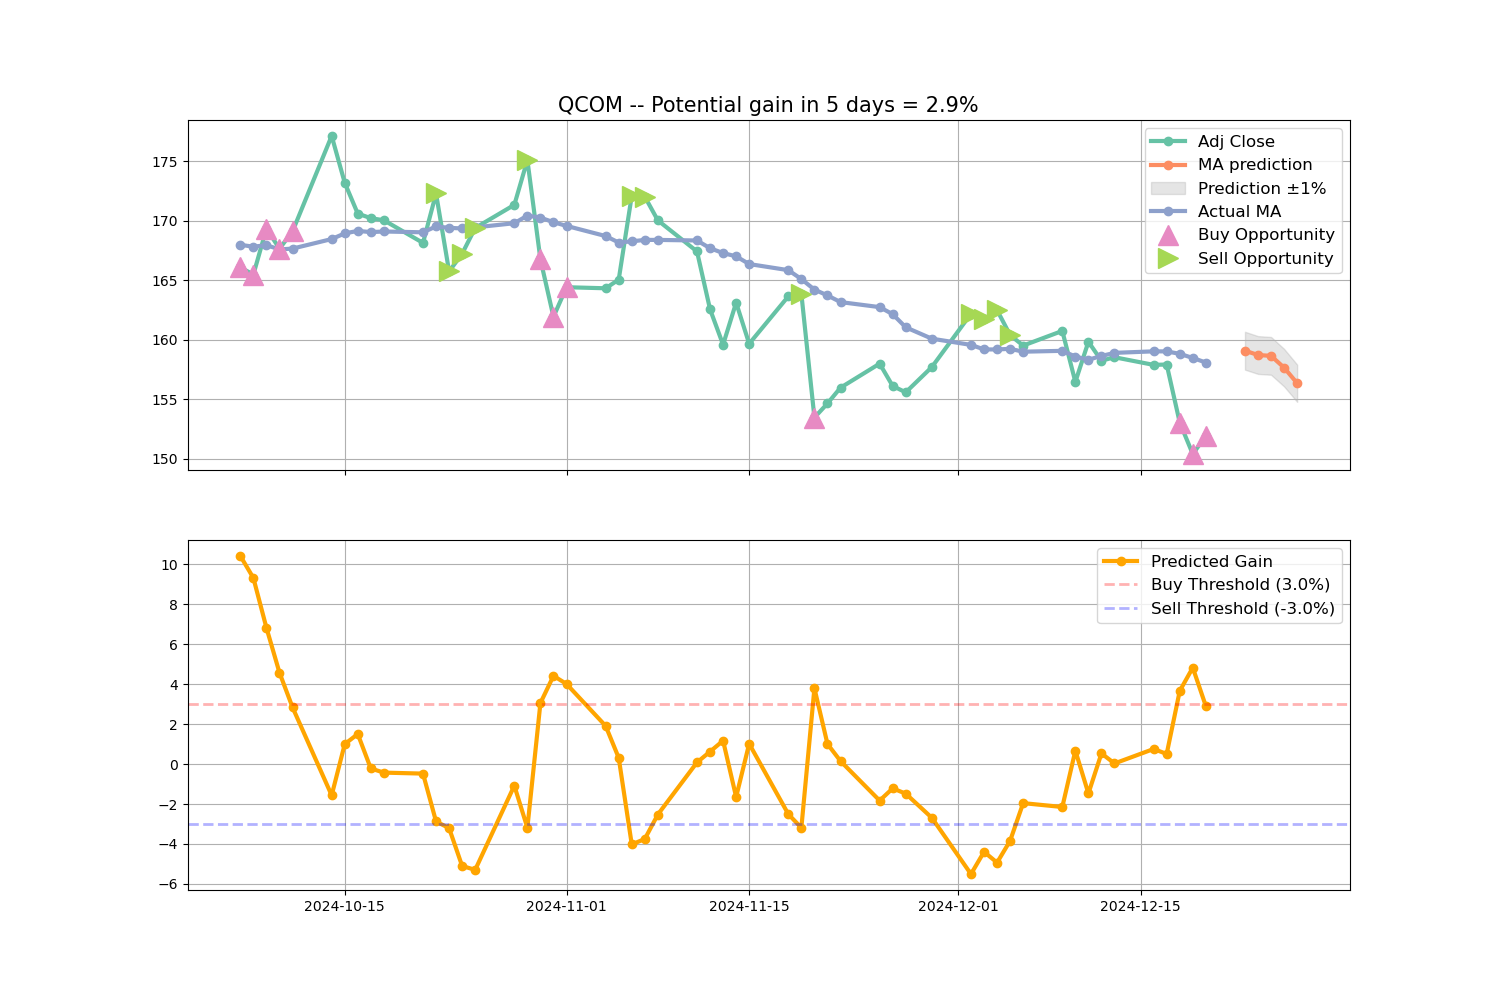 QCOM -- Potential gain in 5 days = 2.9%
175
170
165
160
155
150
Adj Close
MA prediction
Prediction ±1%
Actual MA
Buy Opportunity
Sell Opportunity
10
8
6
4
2
0
−2
−4
−6
Predicted Gain
Buy Threshold (3.0%)
Sell Threshold (-3.0%)
2024-10-15
2024-11-01
2024-11-15
2024-12-01
2024-12-15